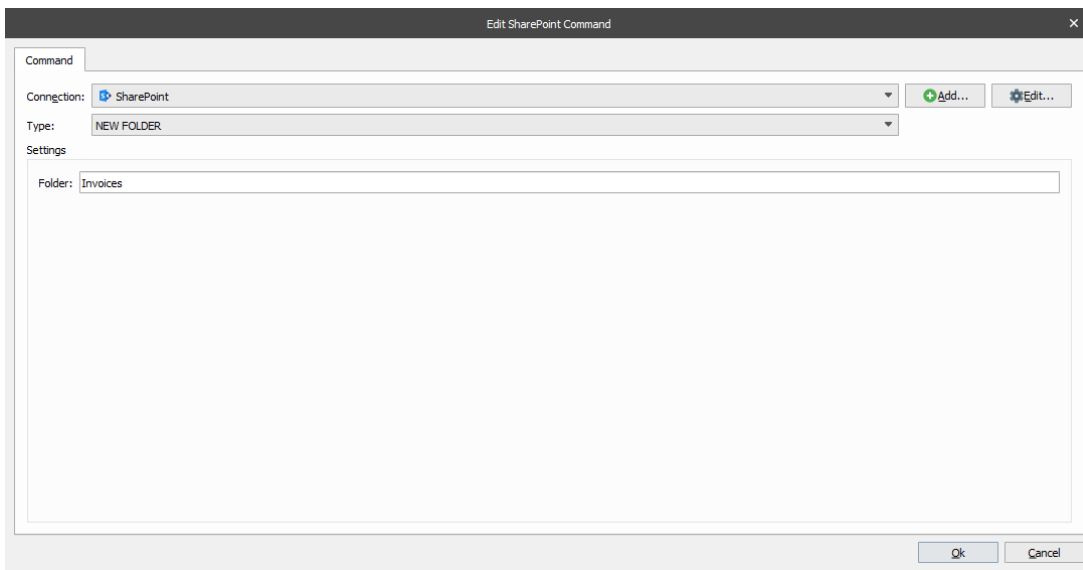 Edit SharePoint Command
Command
Connection: SharePoint Add... Edit...
Type: NEW FOLDER
Settings
Folder: Invoices
Ok Cancel